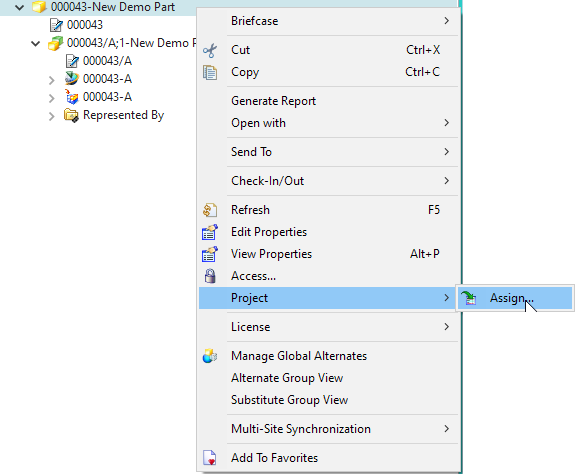 000043-New Demo Part
000043
000043/A;1-New Demo
000043/A
000043-A
000043-A
Represented By
Briefcase
Cut Ctrl+X
Copy Ctrl+C
Generate Report
Open with
Send To
Check-In/Out
Refresh F5
Edit Properties
View Properties Alt+P
Access...
Project
Assign...
License
Manage Global Alternates
Alternate Group View
Substitute Group View
Multi-Site Synchronization
Add To Favorites